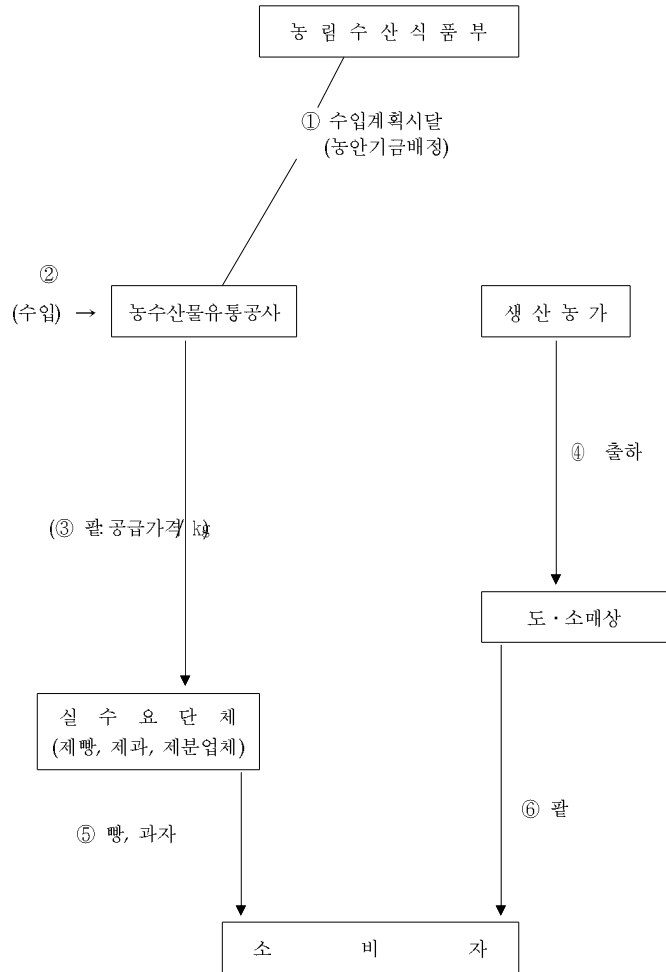 농 림 수 산 식 품 부
① 수입계획시달
(농안기금배정)
②
(수입) → 농수산물유통공사
생 산 농 가
④ 출하
(③ 팥: 공급가격/kg)
도·소매상
실 수 요 단 체
(제빵, 제과, 제분업체)
⑥ 팥
⑤ 빵, 과자
소 비 자